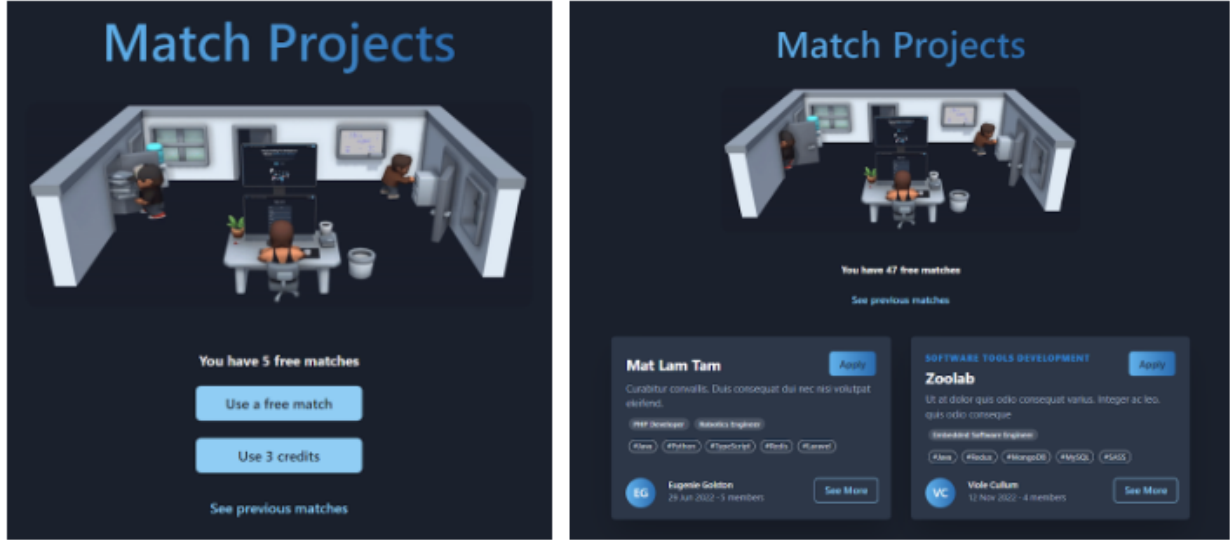 Match Projects
You have 5 free matches
Use a free match
Use 3 credits
See previous matches
Match Projects
You have 47 free matches
See previous matches
Mat Lam Tam
Apply
Curabitur convallis. Duis consequat dui nec nisi volutpat
eleifend.
PHP Developer Robotics Engineer
#Java #Python #TypeScript #Redis #Laravel
EG
Eugenie Golston
29 Jun 2022 - 5 members
See More
SOFTWARE TOOLS DEVELOPMENT
Apply
Zoolab
Ut at dolor quis odio consequat varius. Integer ac leo.
quis odio conseque
Embedded Software Engineer
#Java #Redux #MongoDB #MySQL #SASS
VC
Viole Cullum
12 Nov 2022 - 4 members
See More